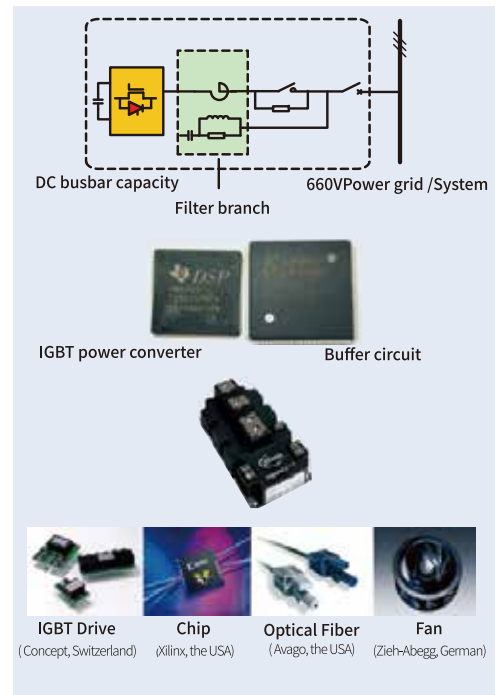 DC busbar capacity
660VPower grid /System
Filter branch
DSP
IGBT power converter
Buffer circuit
IGBT Drive
( Concept, Switzerland)
Chip
(Xilinx, the USA)
Optical Fiber
( Avago, the USA)
Fan
(Zieh-Abegg, German)